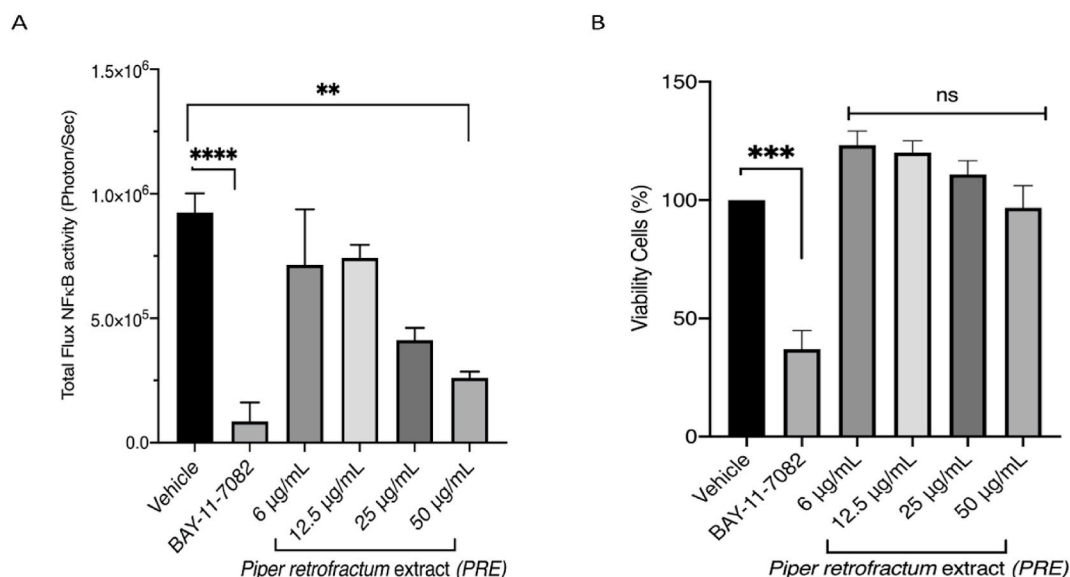 A
Total Flux NFκB activity (Photon/Sec)
1.5×10⁶
1.0×10⁶
5.0×10⁵
0.0
**
****
Vehicle
BAY-11-7082
6 µg/mL
12.5 µg/mL
25 µg/mL
50 µg/mL
Piper retrofractum extract (PRE)
B
Viability Cells (%)
150
100
50
0
***
ns
Vehicle
BAY-11-7082
6 µg/mL
12.5 µg/mL
25 µg/mL
50 µg/mL
Piper retrofractum extract (PRE)